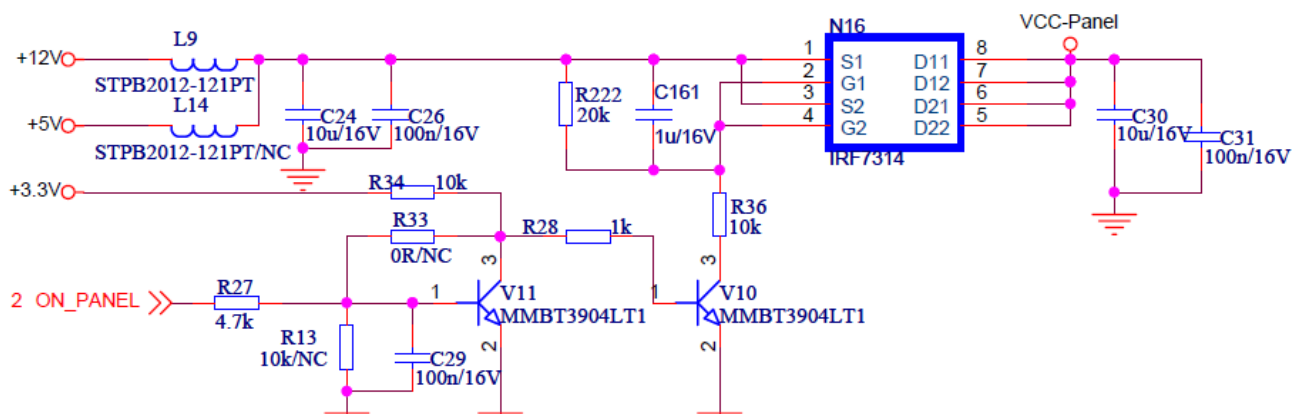 VCC-Panel
L9
N16
+12V
1
S1
D11
8
STPB2012-121PT
2
G1
D12
7
L14
R222
20k
C161
1u/16V
3
S2
D21
6
C24
10u/16V
C26
100n/16V
4
G2
D22
5
C30
10u/16V
C31
100n/16V
+5V
STPB2012-121PT/NC
IRF7314
+3.3V
R34
10k
R36
10k
R33
0R/NC
R28
1k
3
3
2 ON_PANEL
R27
4.7k
1
V11
MMBT3904LT1
1
V10
MMBT3904LT1
R13
10k/NC
C29
100n/16V
2
2